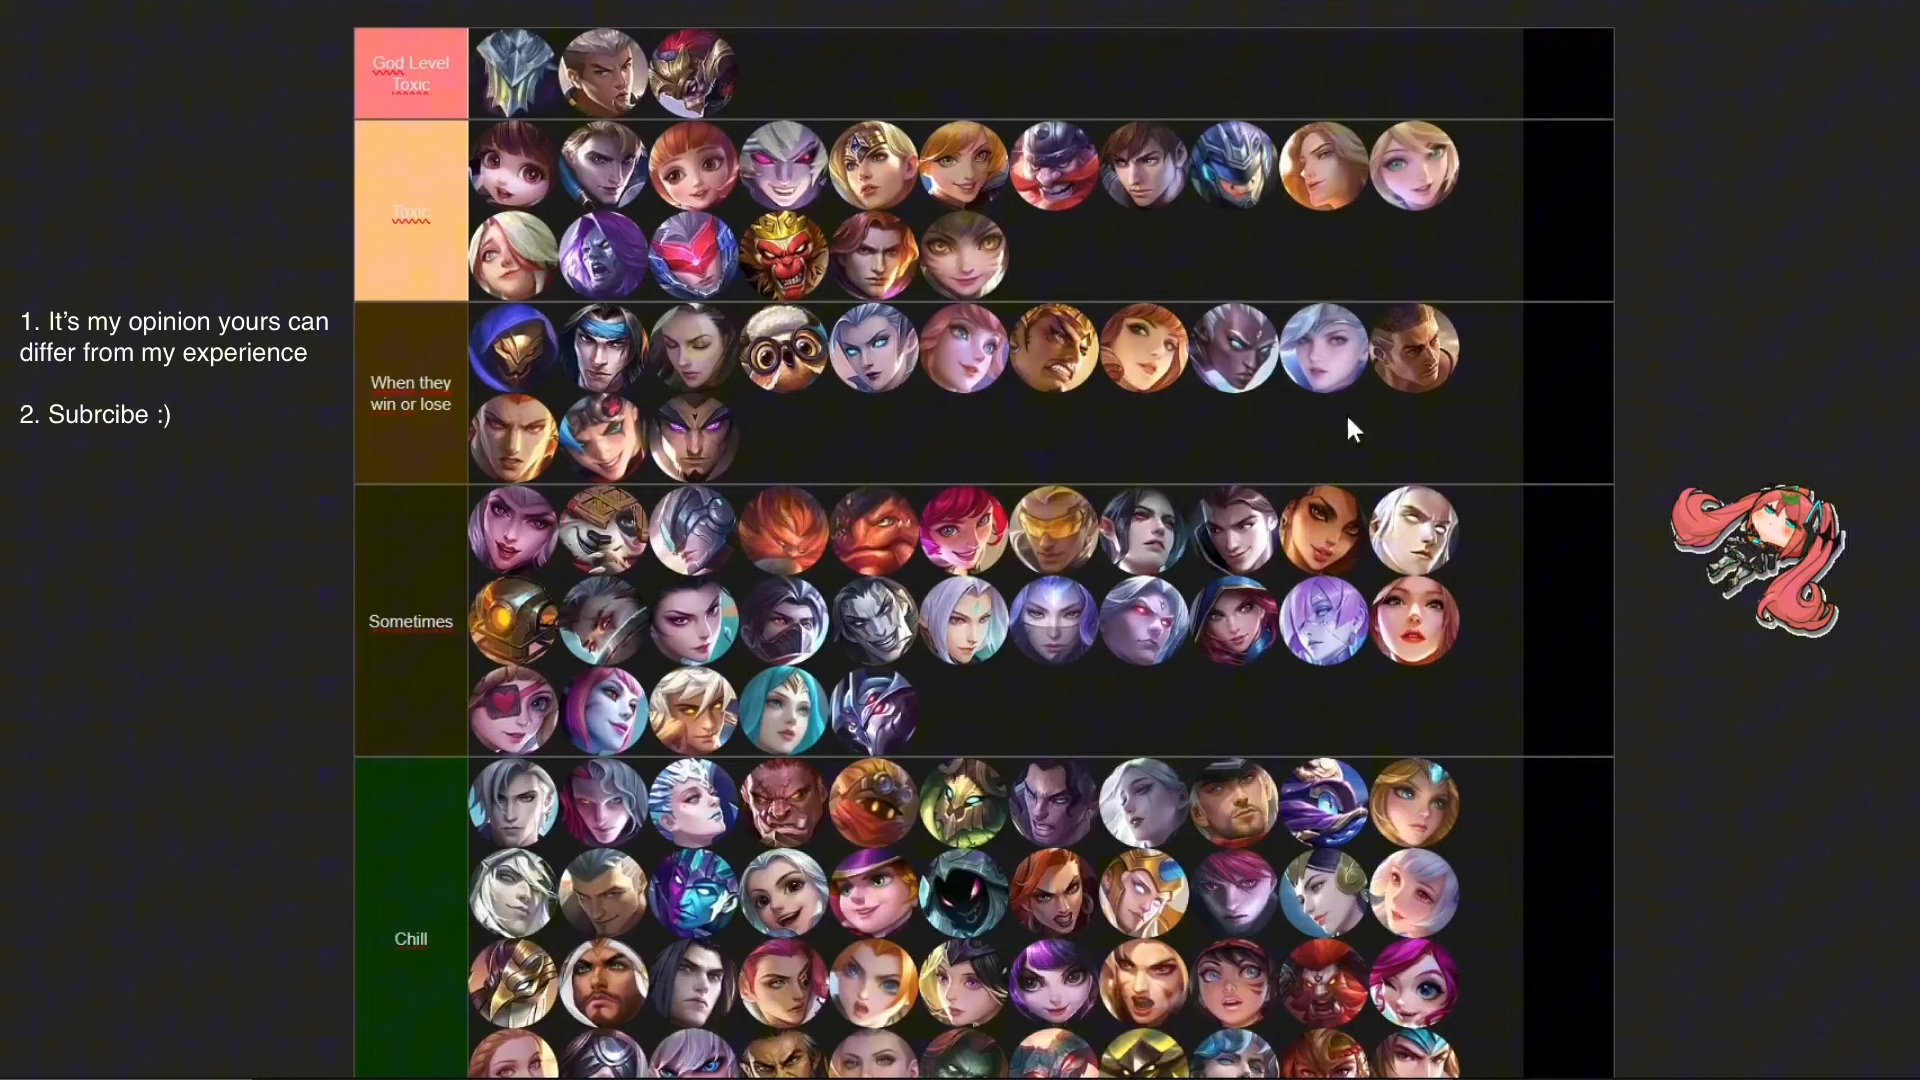 God Level
Toxic
Toxic
1. It's my opinion yours can
differ from my experience
2. Subrcibe :)
When they
win or lose
Sometimes
Chill